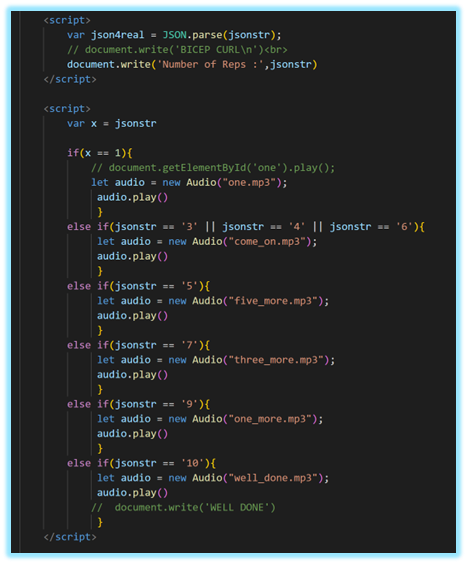 <script>
var json4real = JSON.parse(jsonstr);
// document.write('BICEP CURL\n')<br>
document.write('Number of Reps :',jsonstr)
</script>
<script>
var x = jsonstr
if(x == 1){
// document.getElementById('one').play();
let audio = new Audio("one.mp3");
audio.play()
}
else if(jsonstr == '3' || jsonstr == '4' || jsonstr == '6'){
let audio = new Audio("come_on.mp3");
audio.play()
}
else if(jsonstr == '5'){
let audio = new Audio("five_more.mp3");
audio.play()
}
else if(jsonstr == '7'){
let audio = new Audio("three_more.mp3");
audio.play()
}
else if(jsonstr == '9'){
let audio = new Audio("one_more.mp3");
audio.play()
}
else if(jsonstr == '10'){
let audio = new Audio("well_done.mp3");
audio.play()
//  document.write('WELL DONE')
}
</script>